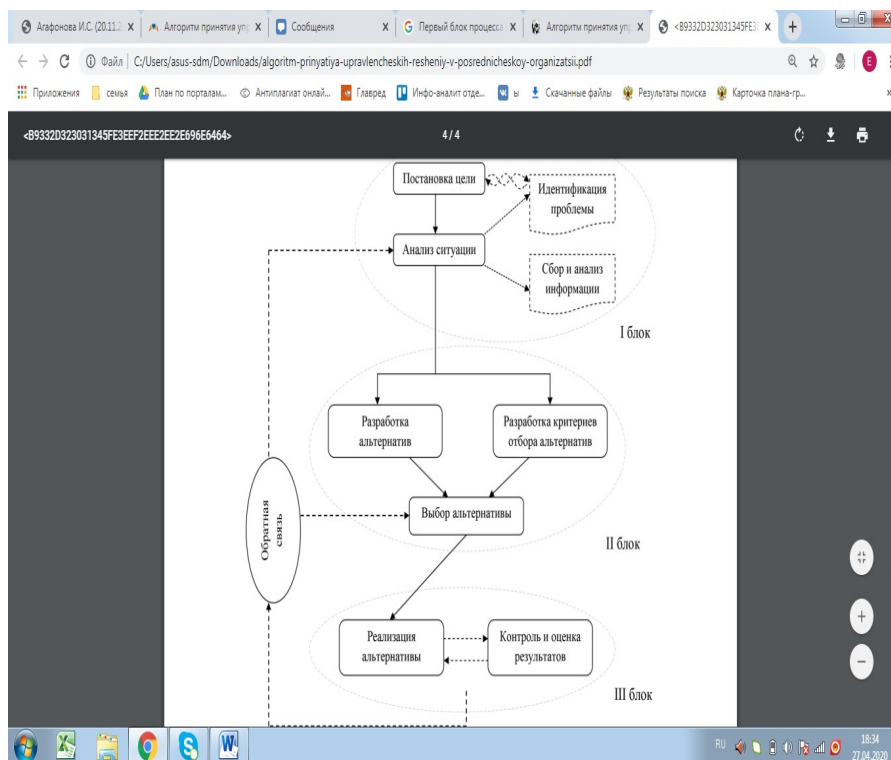 Агафонова И.С. (20.11.2
Алгоритм принятия упр
Сообщения
Первый блок процесса
Алгоритм принятия упр
<B9332D323031345FE3
Файл
C:/Users/asus-sdm/Downloads/algoritm-prinyatiya-upravlencheskih-resheniy-v-posrednicheskoy-organizatsii.pdf
E
Приложения
семья
План по порталам...
Антиплагиат онлай...
Главред
Инфо-аналит отде...
ы
Скачанные файлы
Результаты поиска
Карточка плана-гр...
<B9332D323031345FE3EEF2EEE2EE2E696E6464>
4 / 4
Постановка цели
Идентификация
проблемы
Анализ ситуации
Сбор и анализ
информации
I блок
Разработка
альтернатив
Разработка критериев
отбора альтернатив
Обратная
связь
Выбор альтернативы
II блок
Реализация
альтернативы
Контроль и оценка
результатов
III блок
RU
18:34
27.04.2020